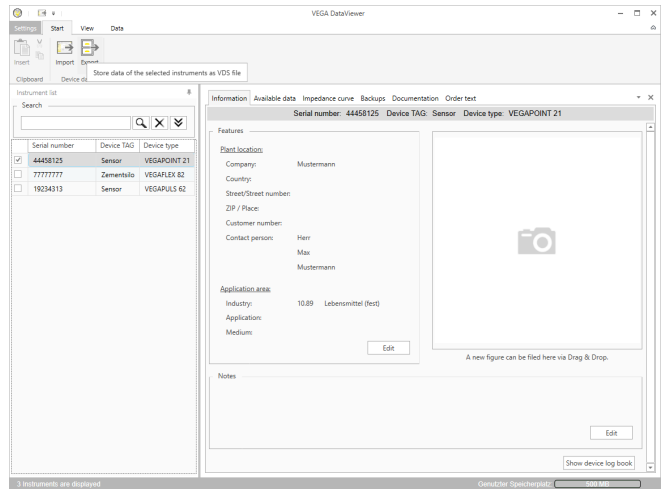 VEGA DataViewer
Settings Start View Data
Insert Import Export
Clipboard Device da
Store data of the selected instruments as VDS file
Instrument list
Search
Serial number Device TAG Device type
44458125 Sensor VEGAPOINT 21
77777777 Zementsilo VEGAFLEX 82
19234313 Sensor VEGAPULS 62
Information Available data Impedance curve Backups Documentation Order text
Serial number: 44458125 Device TAG: Sensor Device type: VEGAPOINT 21
Features
Plant location:
Company: Mustermann
Country:
Street/Street number:
ZIP / Place:
Customer number:
Contact person: Herr
Max
Mustermann
Application area:
Industry: 10.89 Lebensmittel (fest)
Application:
Medium:
Edit
A new figure can be filed here via Drag & Drop.
Notes
Edit
Show device log book
3 Instruments are displayed
Genutzter Speicherplatz: 500 MB